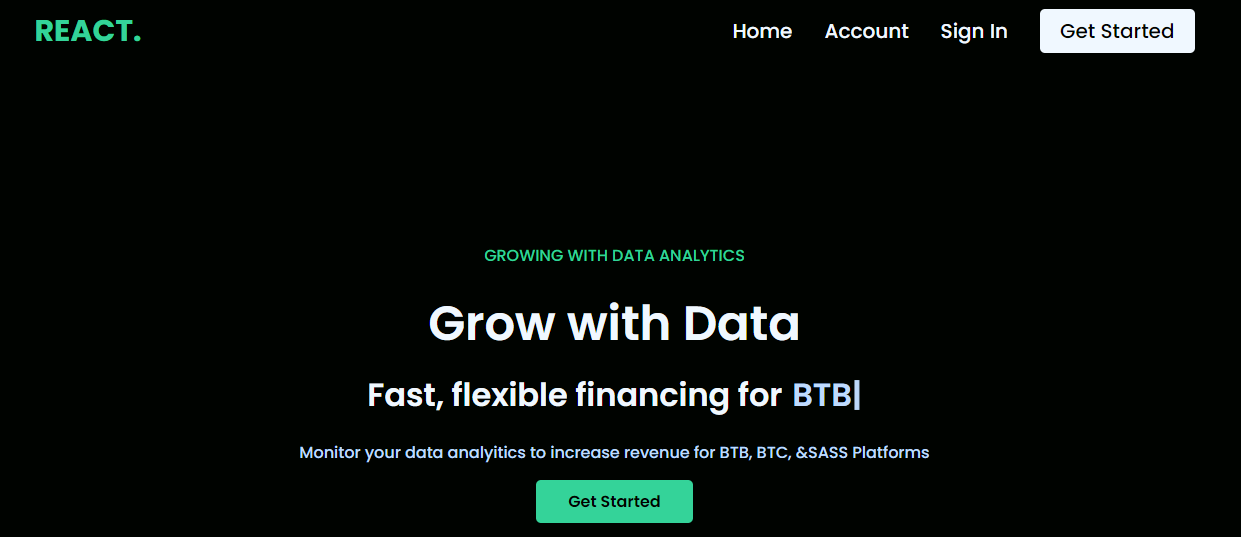 REACT.
Home Account Sign In Get Started
GROWING WITH DATA ANALYTICS
Grow with Data
Fast, flexible financing for BTB|
Monitor your data analyitics to increase revenue for BTB, BTC, &SASS Platforms
Get Started